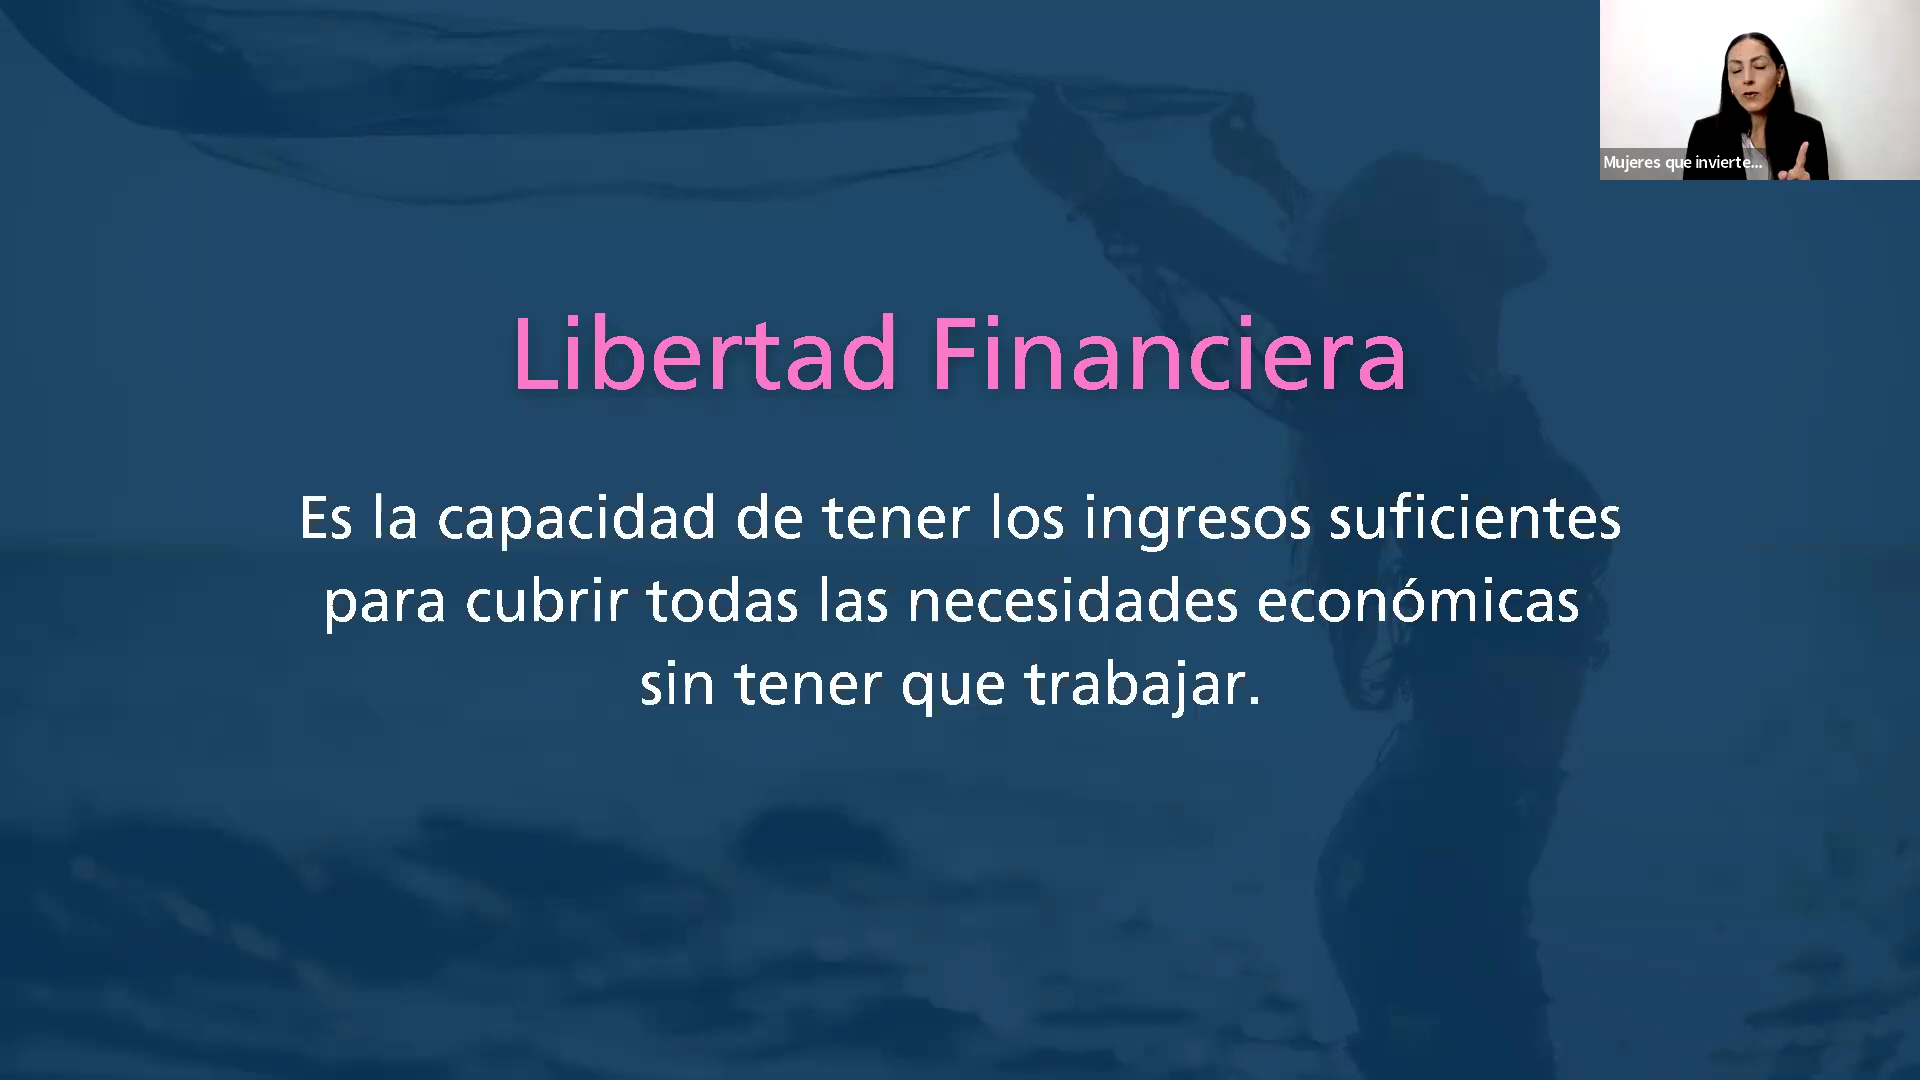 Mujeres que invierte...
Libertad Financiera
Es la capacidad de tener los ingresos suficientes
para cubrir todas las necesidades económicas
sin tener que trabajar.